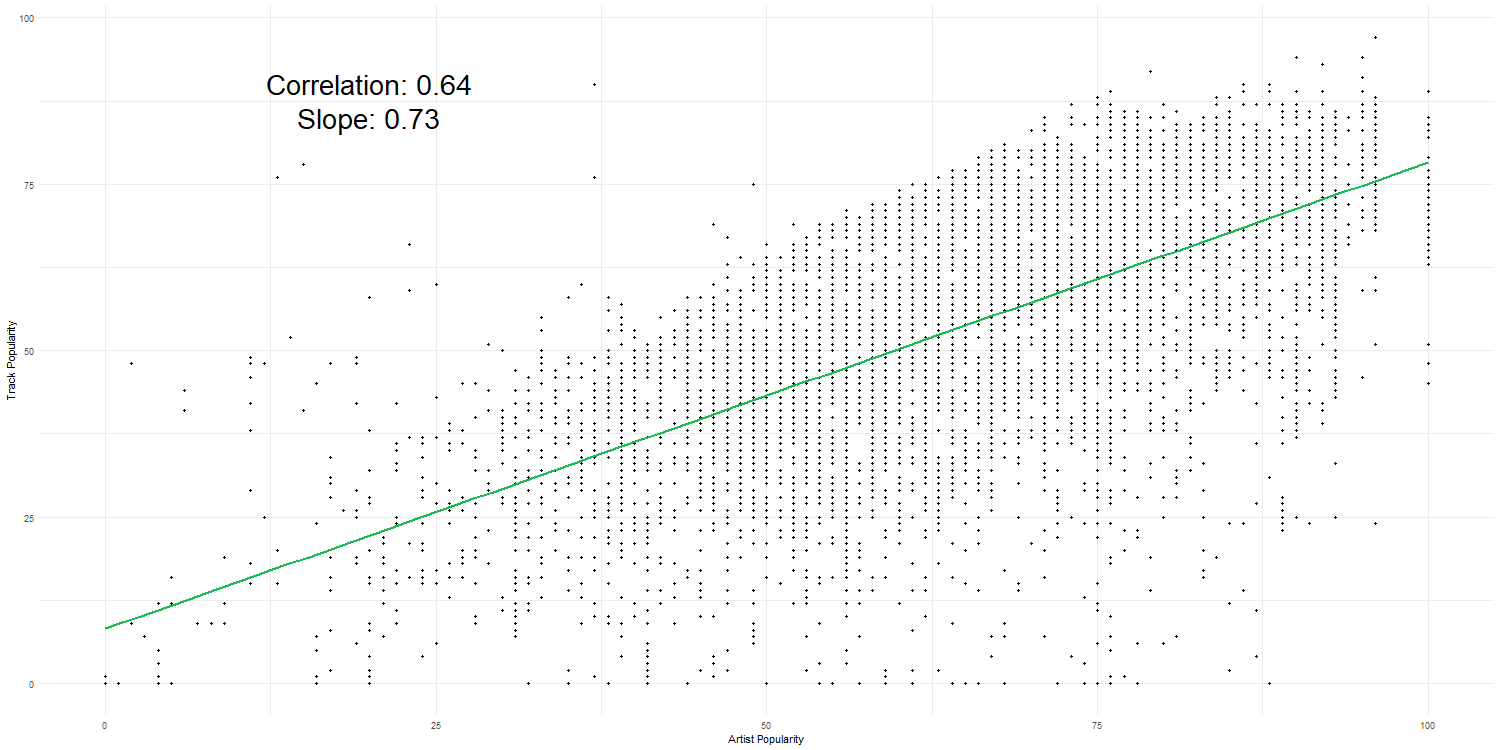 100
Correlation: 0.64
Slope: 0.73
75
Track Popularity
50
25
0
0 25 50 75 100
Artist Popularity